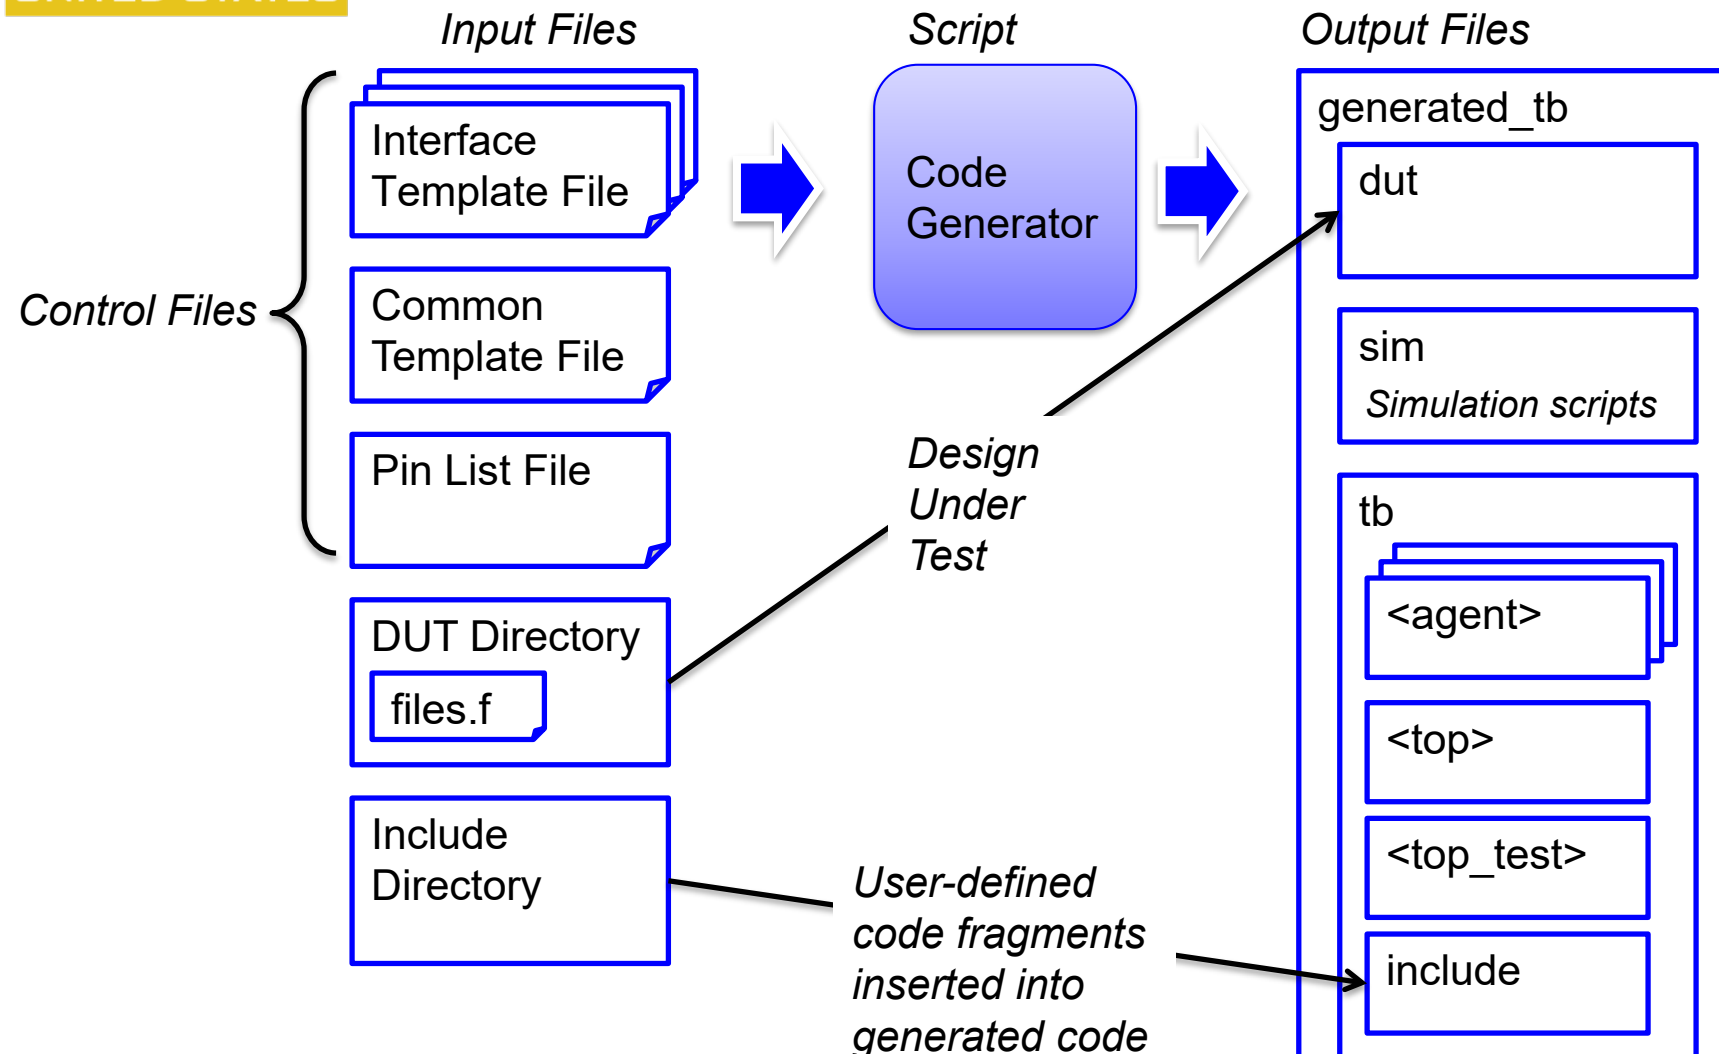 Input Files
Script
Output Files
Control Files
Interface
Template File
Common
Template File
Pin List File
DUT Directory
files.f
Include
Directory
Code
Generator
Design
Under
Test
User-defined
code fragments
inserted into
generated code
generated_tb
dut
sim
Simulation scripts
tb
<agent>
<top>
<top_test>
include